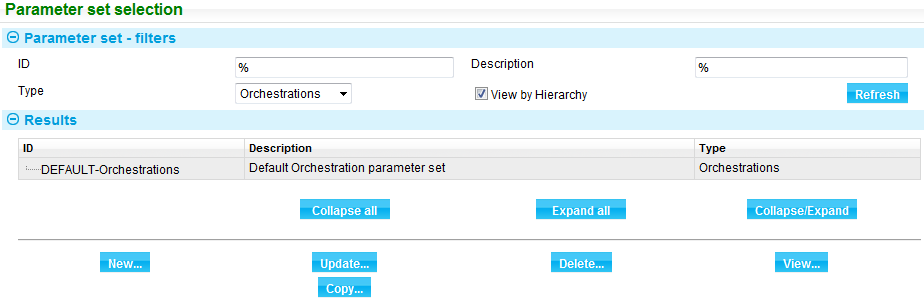 Parameter set selection
Parameter set - filters
ID % Description %
Type Orchestrations View by Hierarchy Refresh
Results
ID Description Type
DEFAULT-Orchestrations Default Orchestration parameter set Orchestrations
Collapse all Expand all Collapse/Expand
New... Update... Delete... View...
Copy...